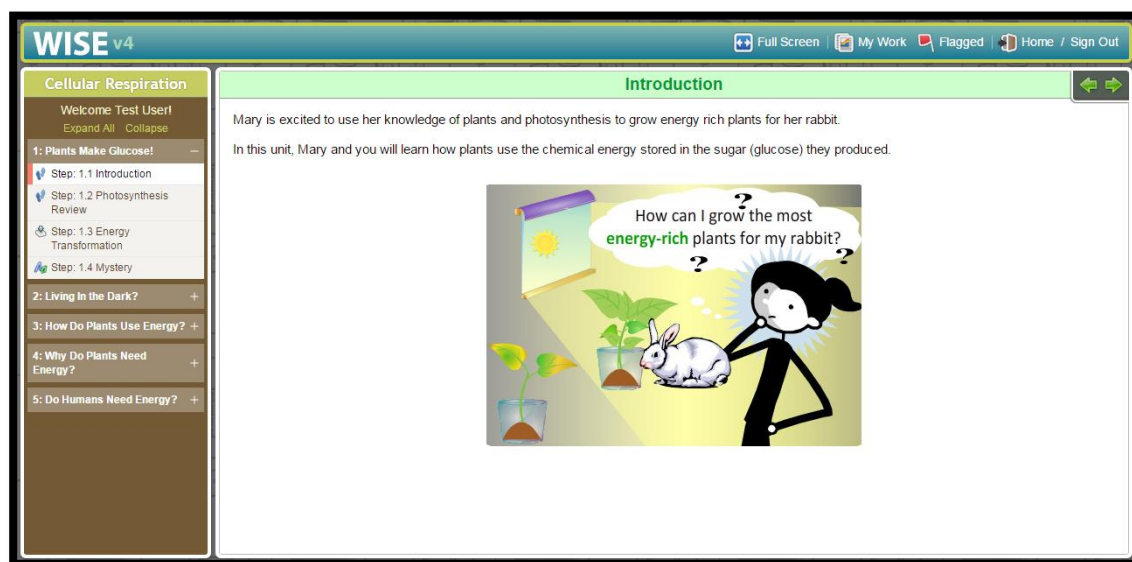 WISE v4
Full Screen | My Work Flagged | Home / Sign Out
Cellular Respiration
Welcome Test User!
Expand All Collapse
1: Plants Make Glucose! −
Step: 1.1 Introduction
Step: 1.2 Photosynthesis
Review
Step: 1.3 Energy
Transformation
Step: 1.4 Mystery
2: Living In the Dark? +
3: How Do Plants Use Energy? +
4: Why Do Plants Need
Energy? +
5: Do Humans Need Energy? +
Introduction
Mary is excited to use her knowledge of plants and photosynthesis to grow energy rich plants for her rabbit.
In this unit, Mary and you will learn how plants use the chemical energy stored in the sugar (glucose) they produced.
?
How can I grow the most
energy-rich plants for my rabbit?
? ?